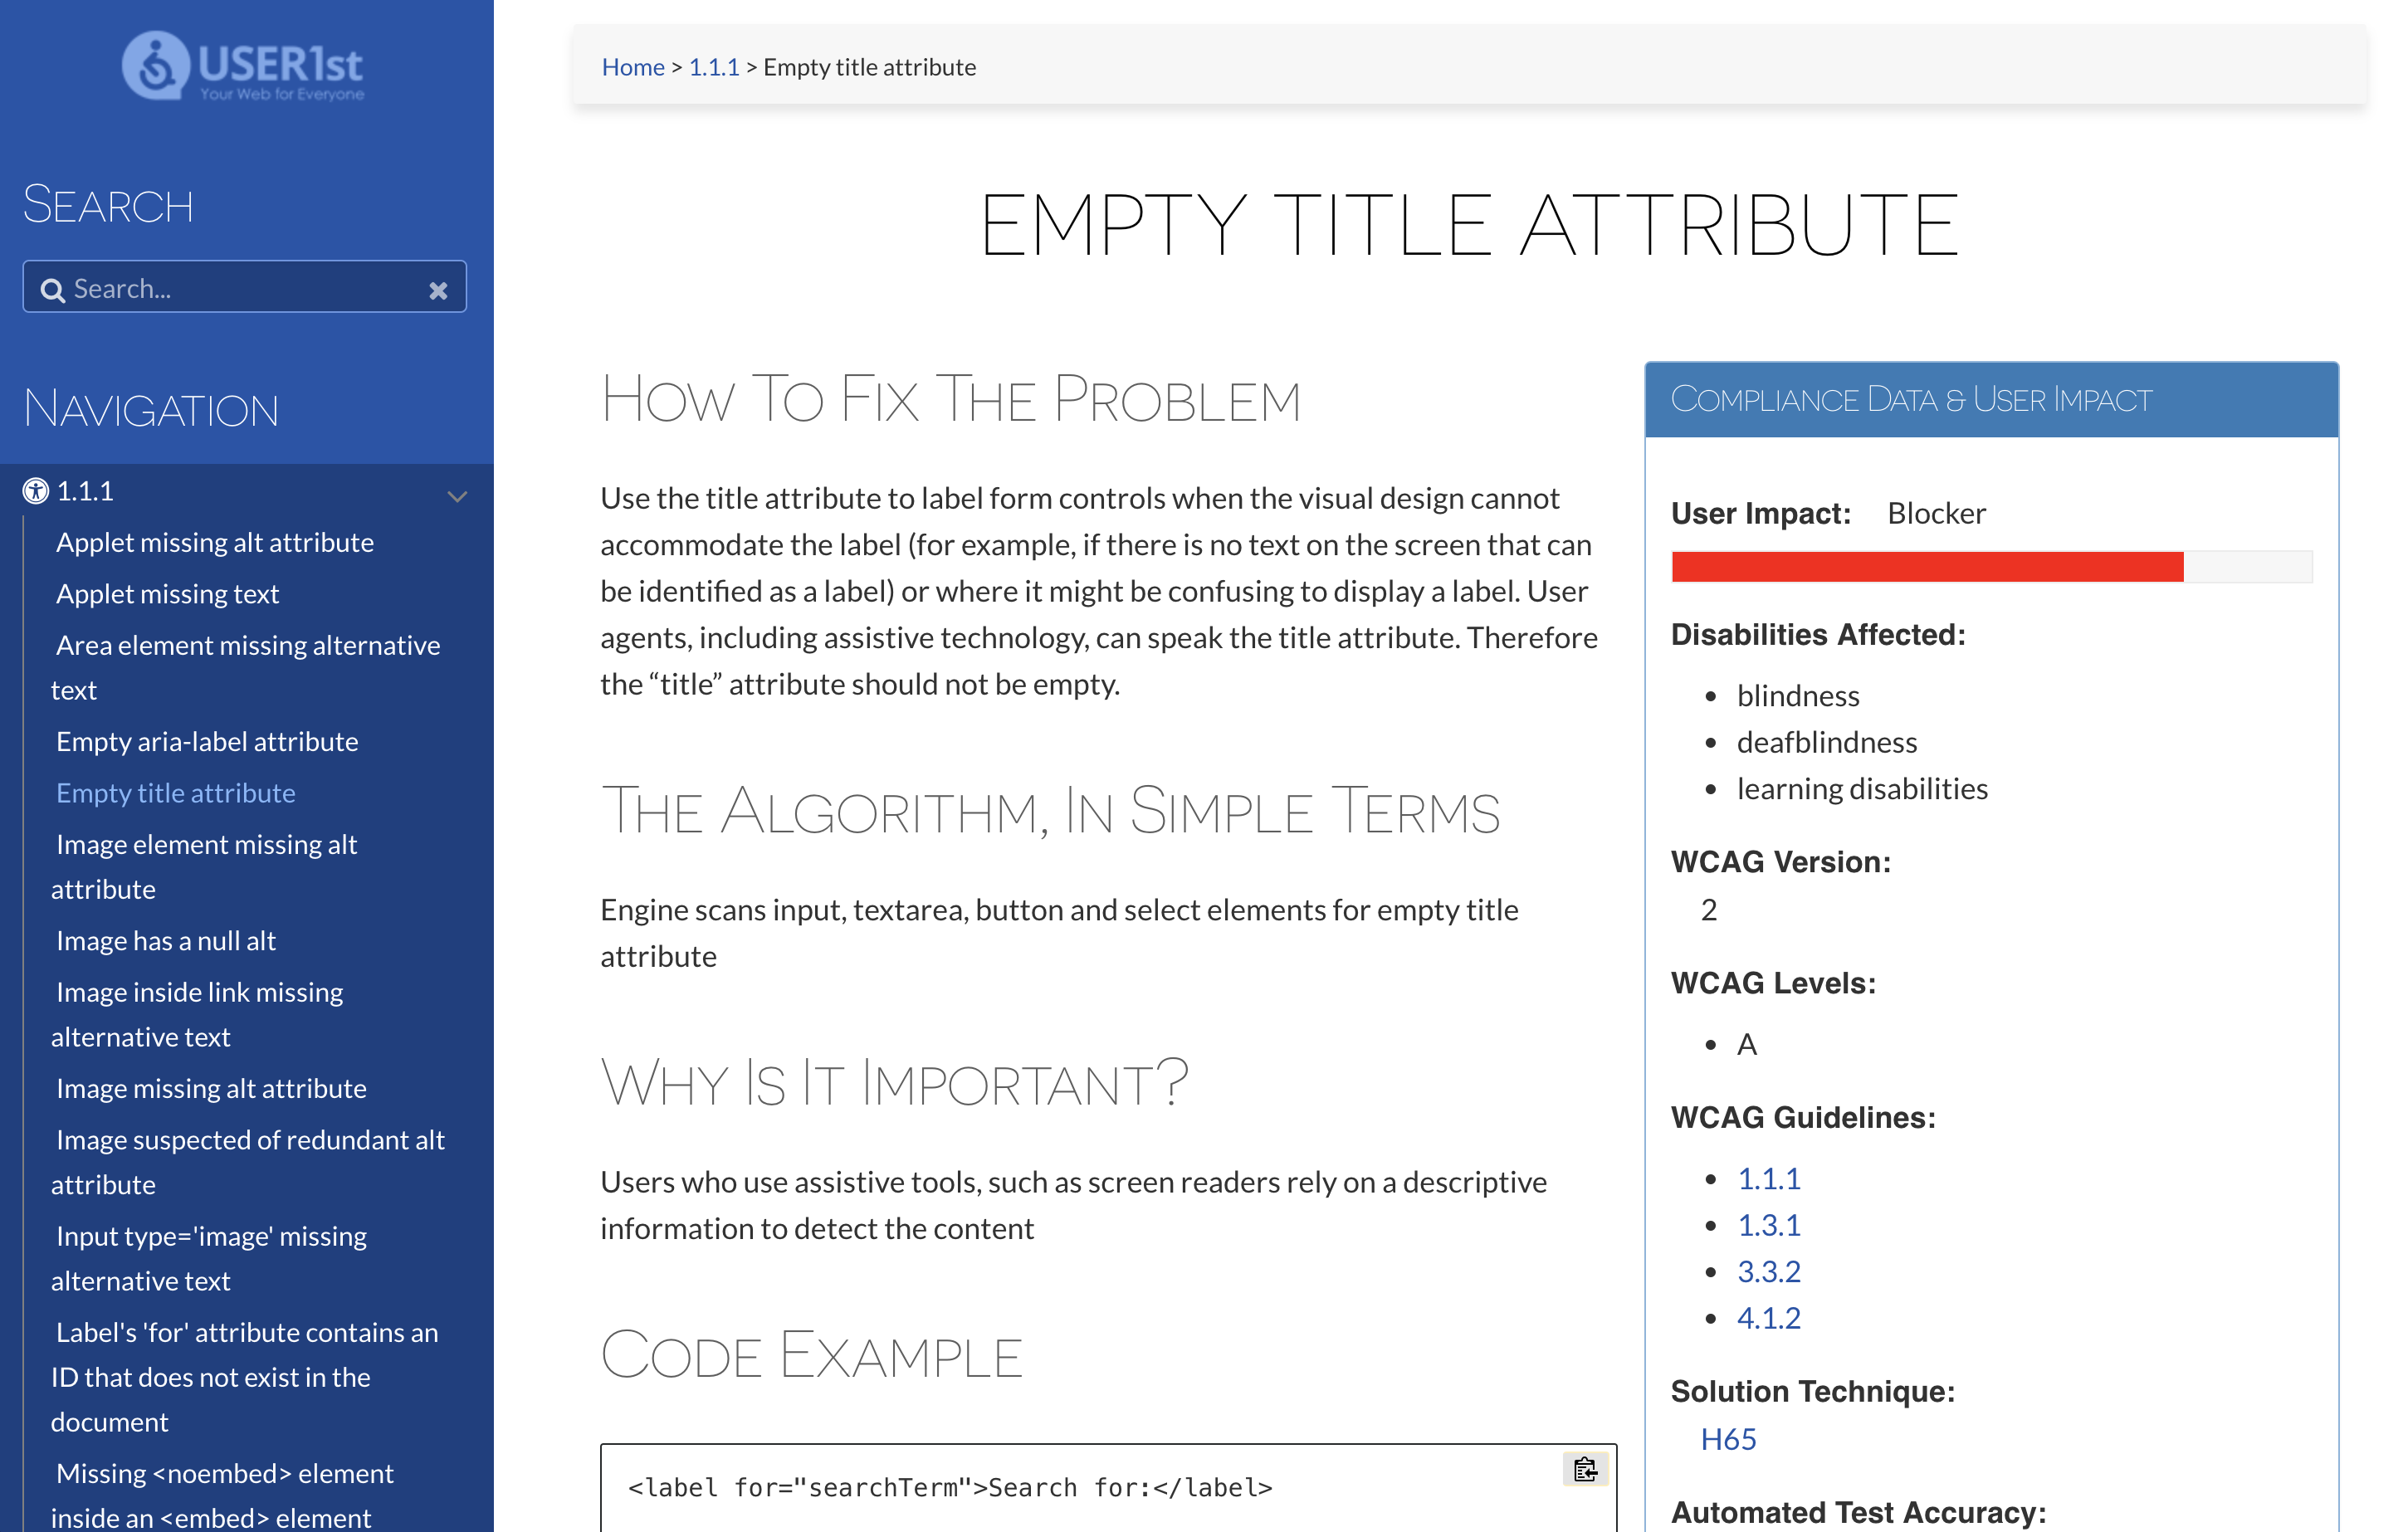 USER1st
Your Web for Everyone
Search
Search...
Navigation
1.1.1
Applet missing alt attribute
Applet missing text
Area element missing alternative
text
Empty aria-label attribute
Empty title attribute
Image element missing alt
attribute
Image has a null alt
Image inside link missing
alternative text
Image missing alt attribute
Image suspected of redundant alt
attribute
Input type='image' missing
alternative text
Label's 'for' attribute contains an
ID that does not exist in the
document
Missing <noembed> element
inside an <embed> element
Home > 1.1.1 > Empty title attribute
EMPTY TITLE ATTRIBUTE
How To Fix The Problem
Use the title attribute to label form controls when the visual design cannot
accommodate the label (for example, if there is no text on the screen that can
be identified as a label) or where it might be confusing to display a label. User
agents, including assistive technology, can speak the title attribute. Therefore
the “title” attribute should not be empty.
The Algorithm, In Simple Terms
Engine scans input, textarea, button and select elements for empty title
attribute
Why Is It Important?
Users who use assistive tools, such as screen readers rely on a descriptive
information to detect the content
Code Example
<label for="searchTerm">Search for:</label>
Compliance Data & User Impact
User Impact: Blocker
Disabilities Affected:
• blindness
• deafblindness
• learning disabilities
WCAG Version:
2
WCAG Levels:
• A
WCAG Guidelines:
• 1.1.1
• 1.3.1
• 3.3.2
• 4.1.2
Solution Technique:
H65
Automated Test Accuracy: